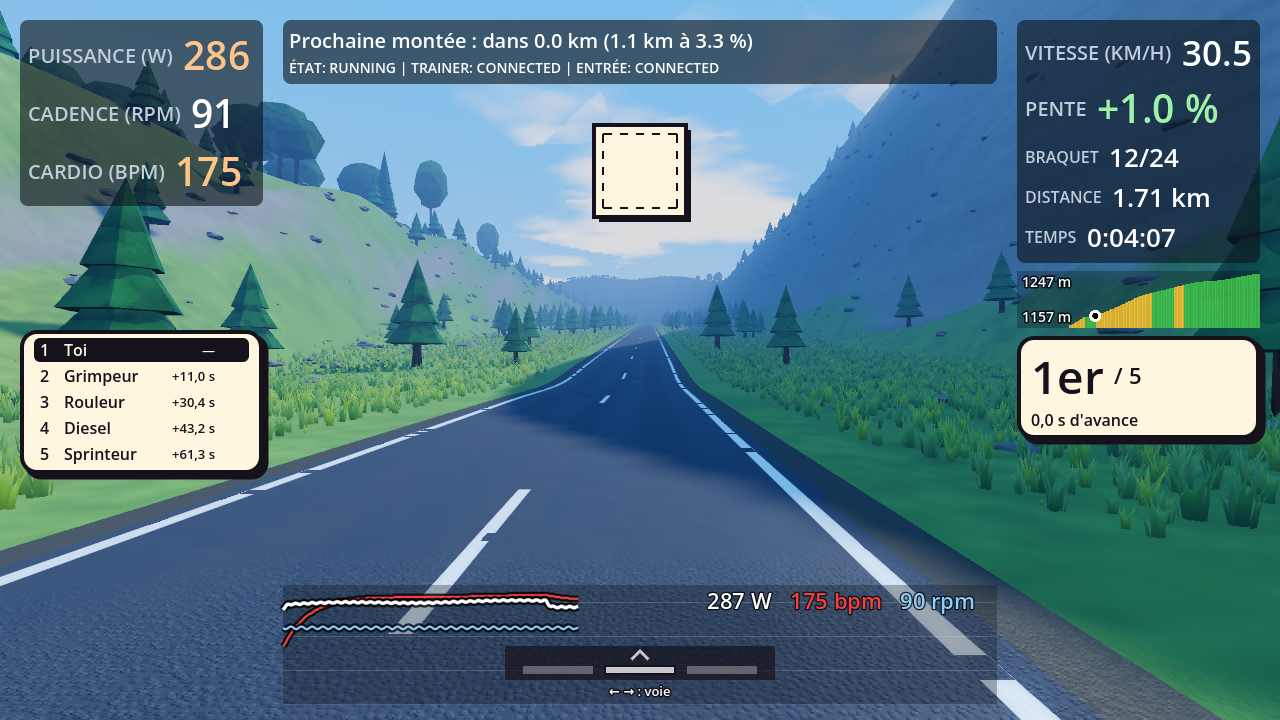 PUISSANCE (W) 286
CADENCE (RPM) 91
CARDIO (BPM) 175
Prochaine montée : dans 0.0 km (1.1 km à 3.3 %)
ÉTAT: RUNNING | TRAINER: CONNECTED | ENTRÉE: CONNECTED
VITESSE (KM/H) 30.5
PENTE +1.0 %
BRAQUET 12/24
DISTANCE 1.71 km
TEMPS 0:04:07
1247 m
1157 m
1 Toi —
2 Grimpeur +11,0 s
3 Rouleur +30,4 s
4 Diesel +43,2 s
5 Sprinteur +61,3 s
1er / 5
0,0 s d'avance
287 W 175 bpm 90 rpm
← → : voie